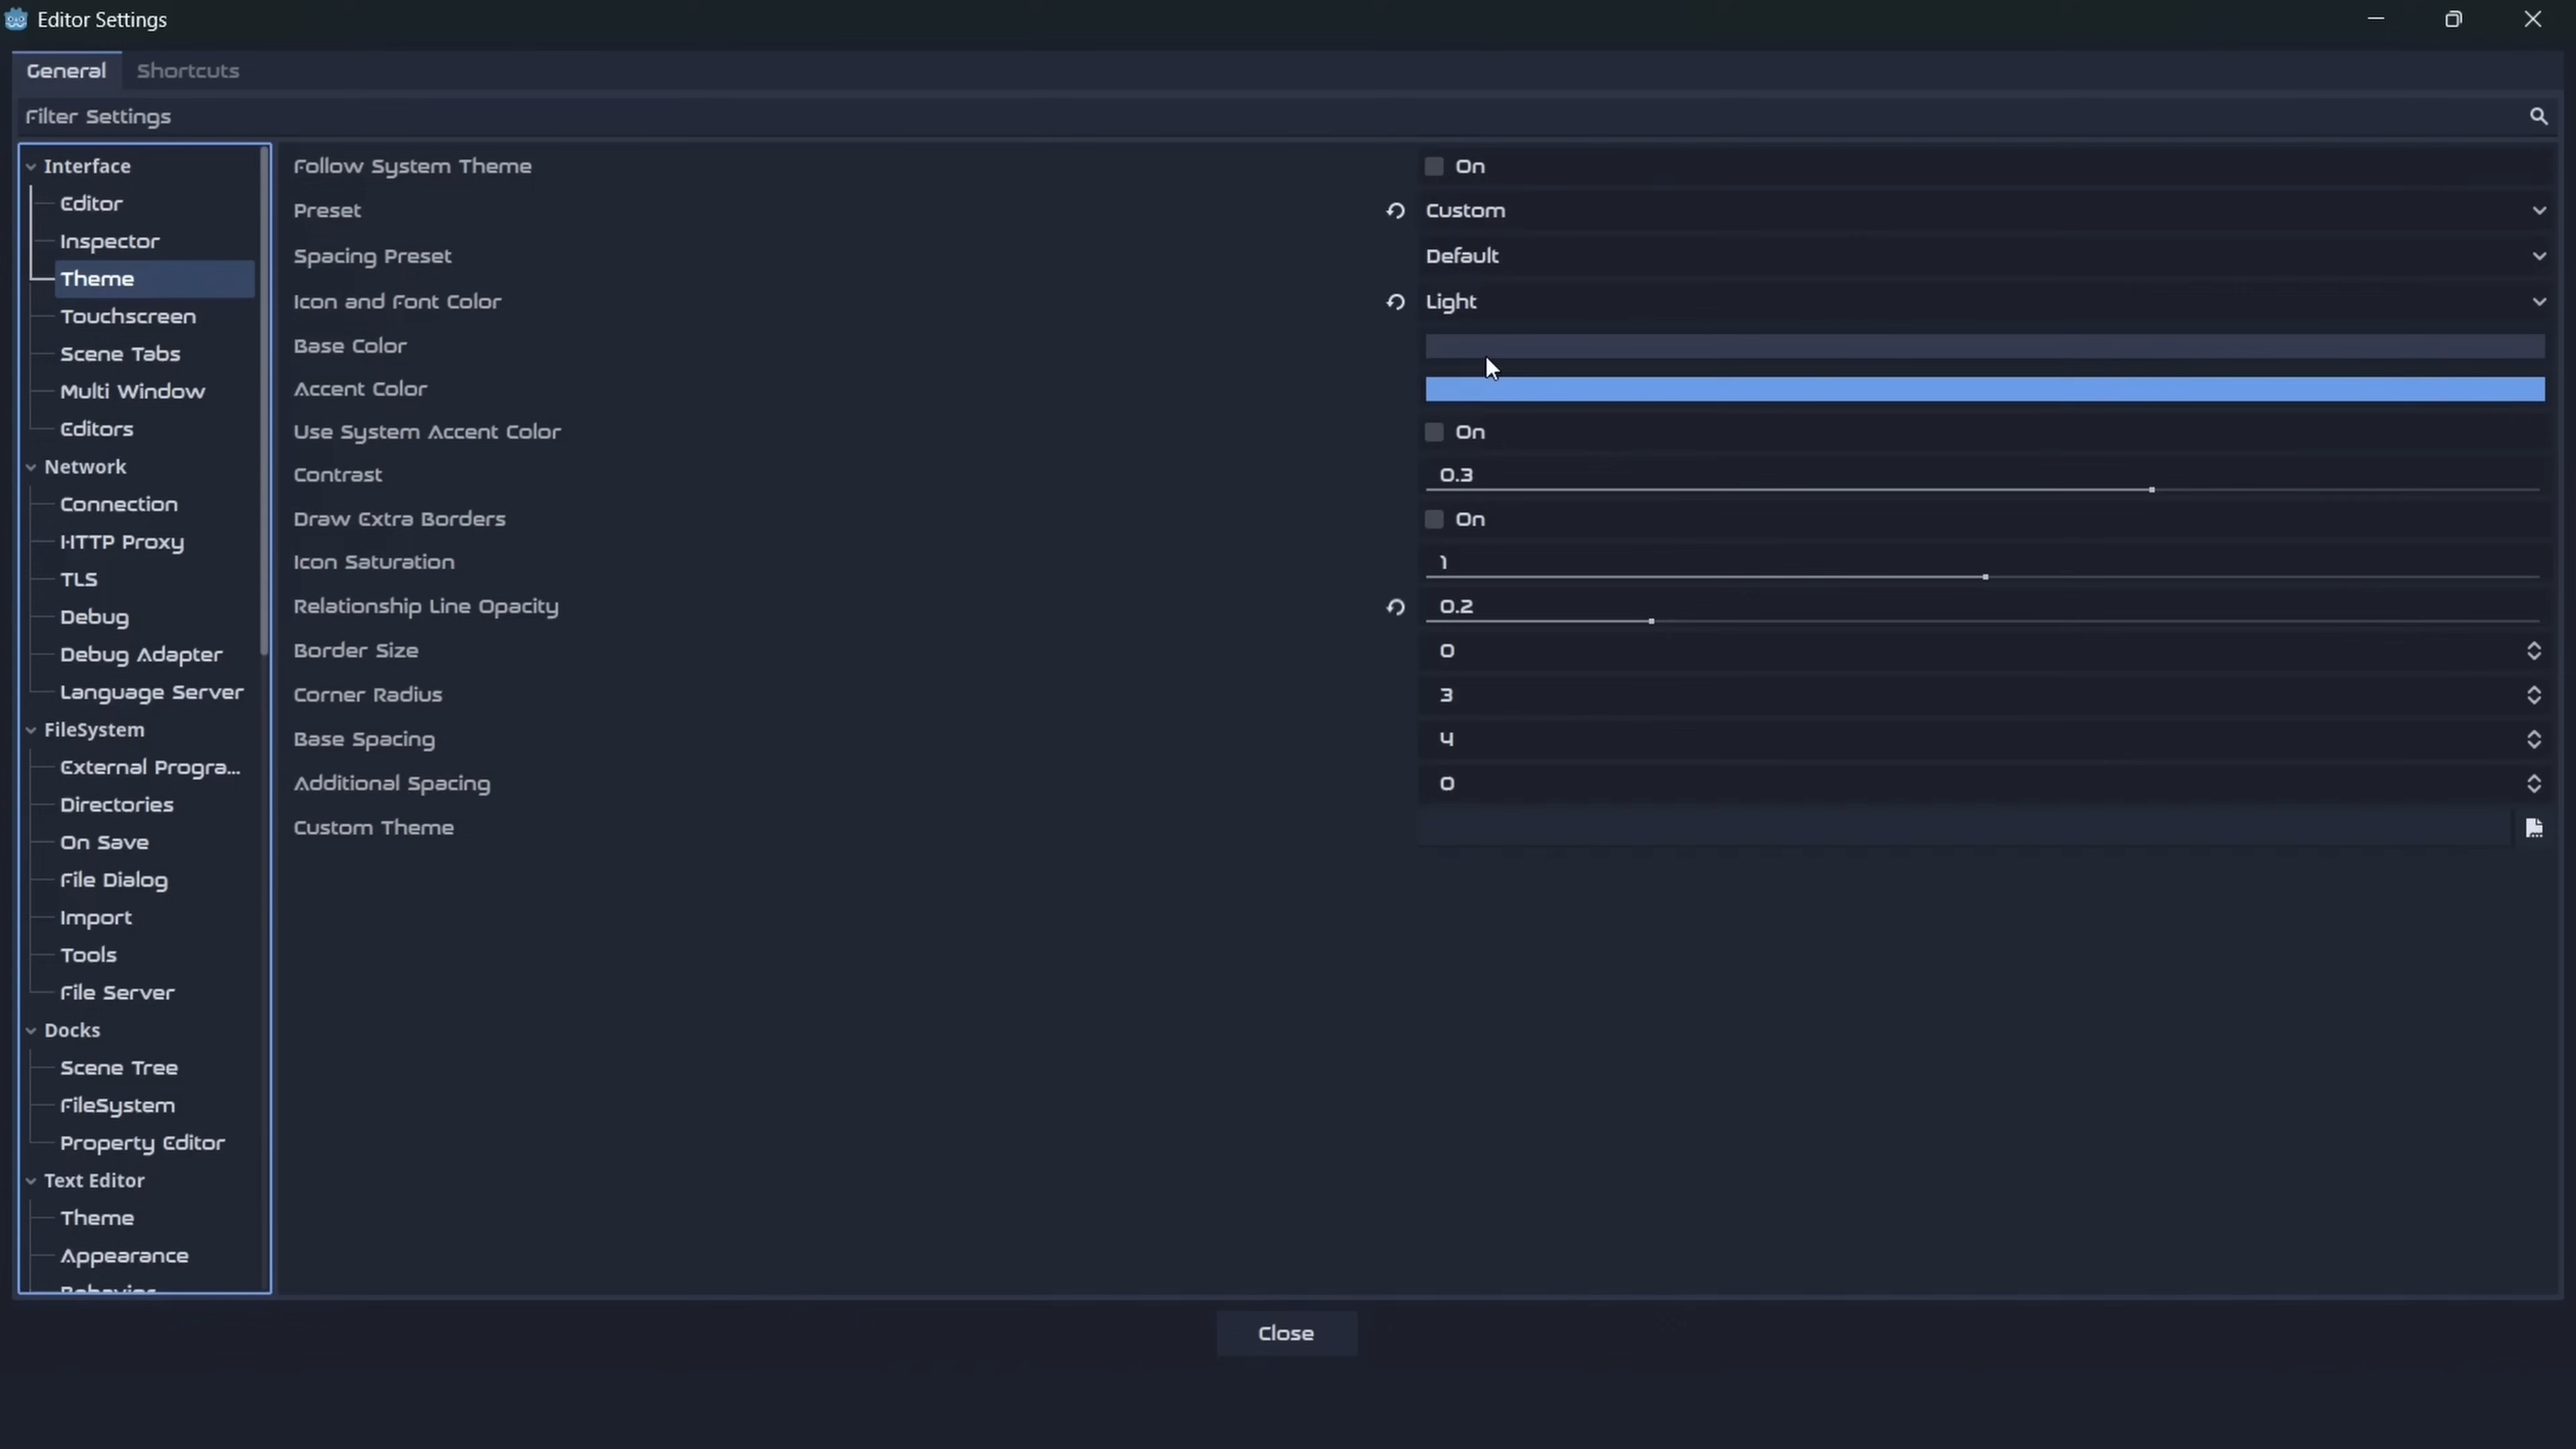 Editor Settings
General Shortcuts
Filter Settings
Interface
Editor
Inspector
Theme
Touchscreen
Scene Tabs
Multi Window
Editors
Network
Connection
HTTP Proxy
TLS
Debug
Debug Adapter
Language Server
FileSystem
External Progra...
Directories
On Save
File Dialog
Import
Tools
File Server
Docks
Scene Tree
FileSystem
Property Editor
Text Editor
Theme
Appearance
Behavior
Follow System Theme On
Preset Custom
Spacing Preset Default
Icon and Font Color Light
Base Color
Accent Color
Use System Accent Color On
Contrast 0.3
Draw Extra Borders On
Icon Saturation 1
Relationship Line Opacity 0.2
Border Size 0
Corner Radius 3
Base Spacing 4
Additional Spacing 0
Custom Theme
Close